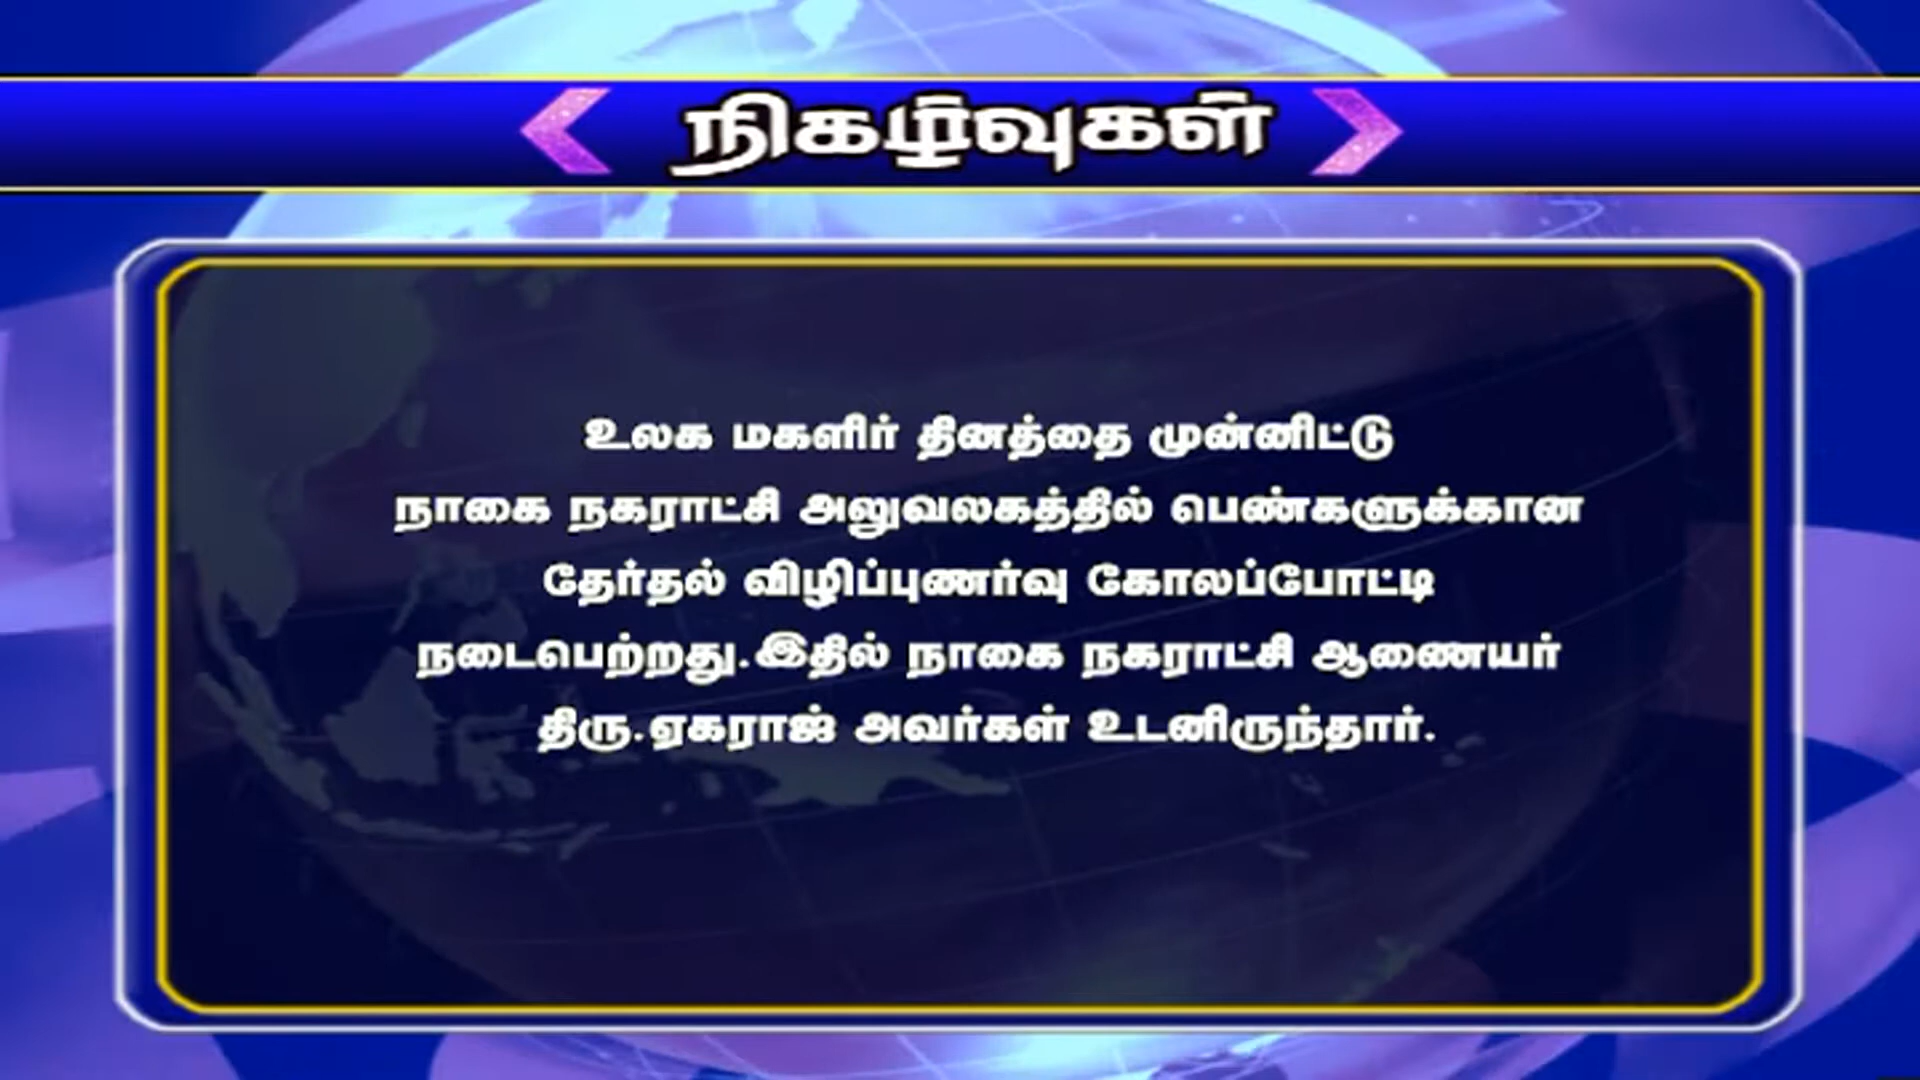 நிகழ்வுகள்
உலக மகளிர் தினத்தை முன்னிட்டு
நாகை நகராட்சி அலுவலகத்தில் பெண்களுக்கான
தேர்தல் விழிப்புணர்வு கோலப்போட்டி
நடைபெற்றது.இதில் நாகை நகராட்சி ஆணையர்
திரு.ஏகராஜ் அவர்கள் உடனிருந்தார்.